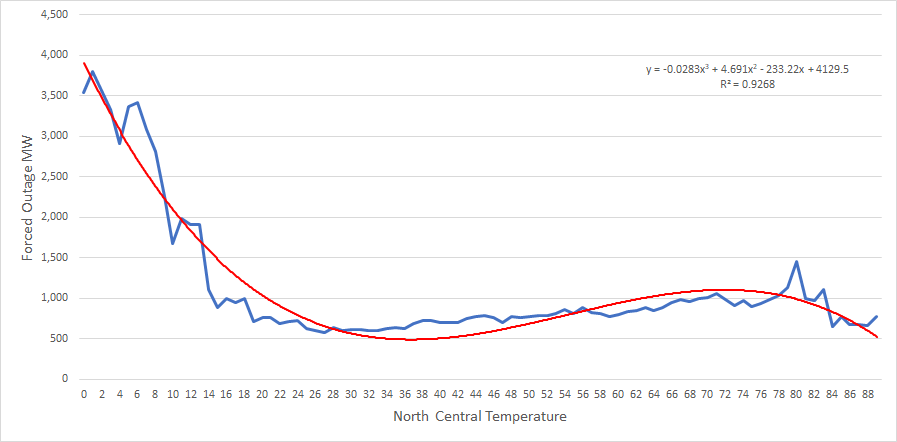 4,500
4,000
3,500
3,000
2,500
2,000
1,500
1,000
500
0
Forced Outage MW
y = -0.0283x³ + 4.691x² - 233.22x + 4129.5
R² = 0.9268
0 2 4 6 8 10 12 14 16 18 20 22 24 26 28 30 32 34 36 38 40 42 44 46 48 50 52 54 56 58 60 62 64 66 68 70 72 74 76 78 80 82 84 86 88
North Central Temperature